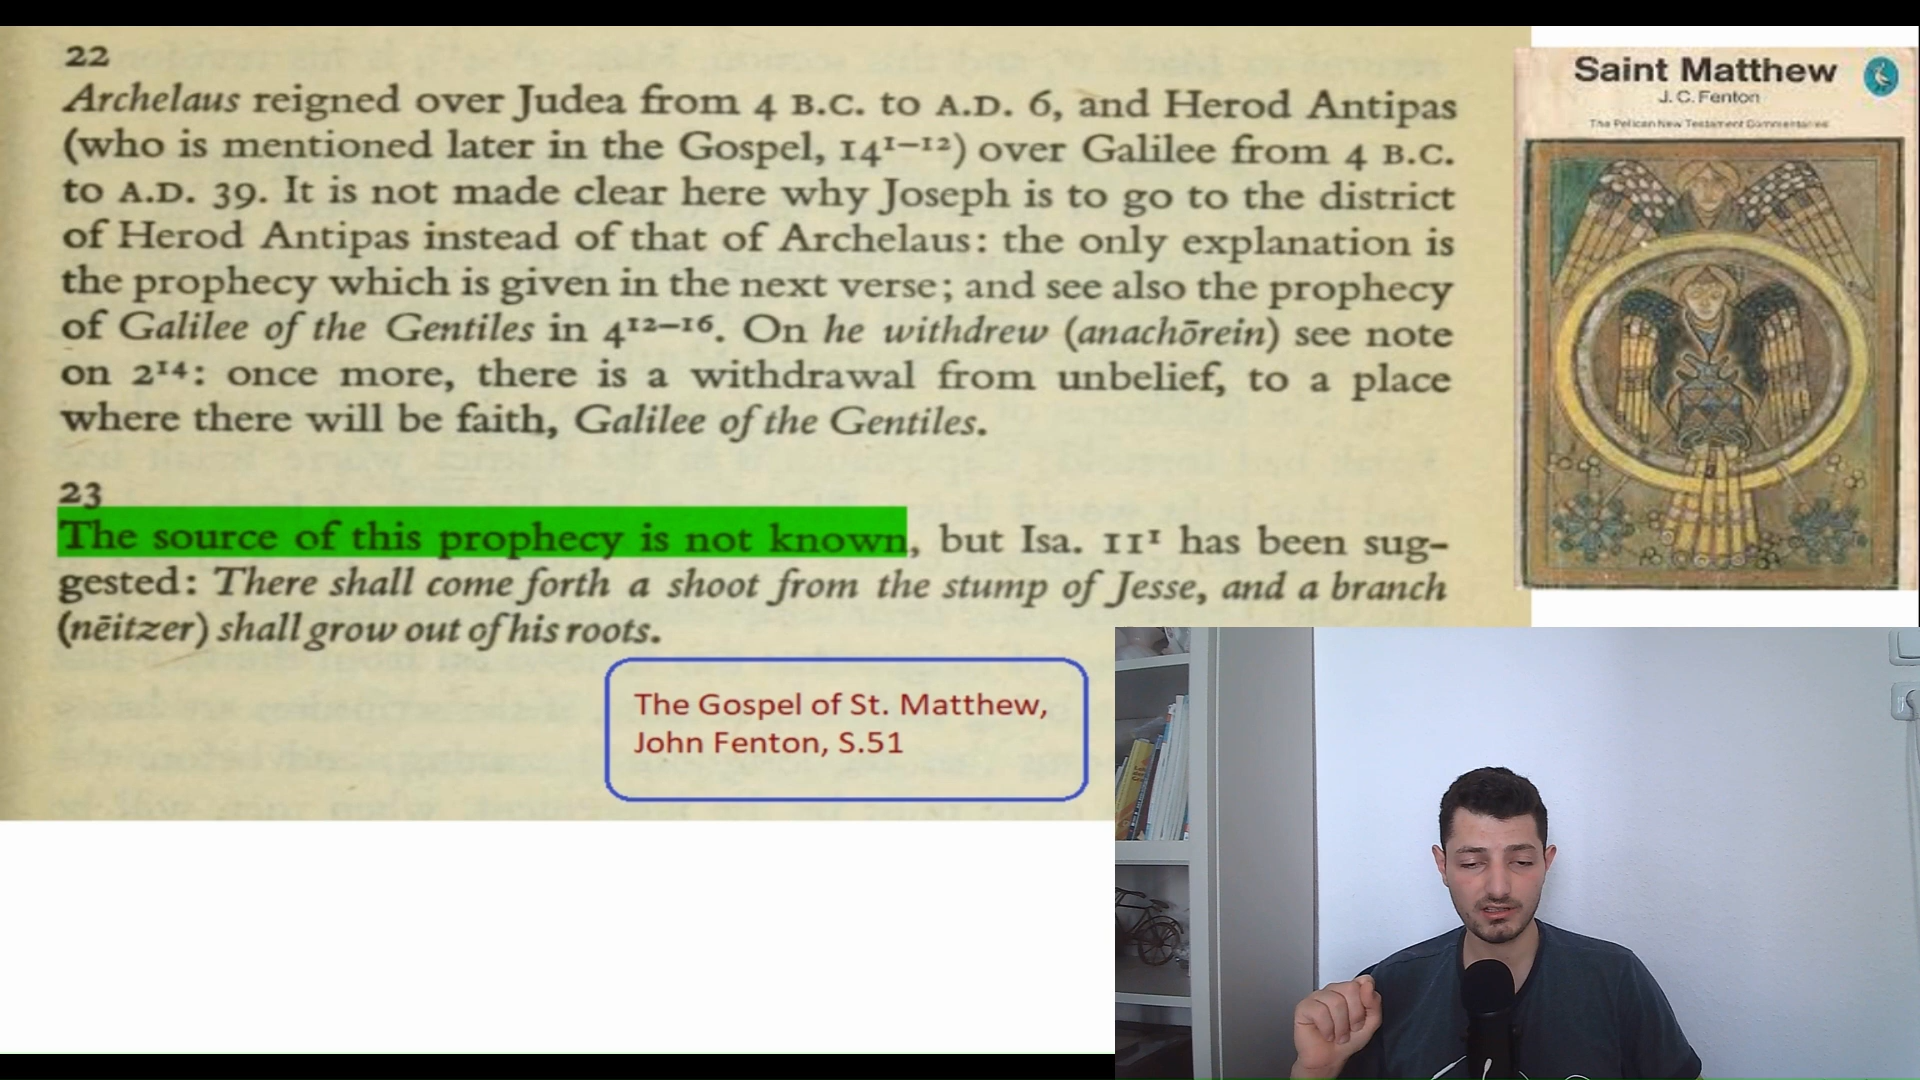 22
Archelaus reigned over Judea from 4 B.C. to A.D. 6, and Herod Antipas
(who is mentioned later in the Gospel, 14¹–¹²) over Galilee from 4 B.C.
to A.D. 39. It is not made clear here why Joseph is to go to the district
of Herod Antipas instead of that of Archelaus: the only explanation is
the prophecy which is given in the next verse; and see also the prophecy
of Galilee of the Gentiles in 4¹²–¹⁶. On he withdrew (anachōrein) see note
on 2¹⁴: once more, there is a withdrawal from unbelief, to a place
where there will be faith, Galilee of the Gentiles.
23
The source of this prophecy is not known, but Isa. 11¹ has been sug-
gested: There shall come forth a shoot from the stump of Jesse, and a branch
(nēitzer) shall grow out of his roots.
The Gospel of St. Matthew,
John Fenton, S.51
Saint Matthew
J. C. Fenton
The Pelican New Testament Commentaries